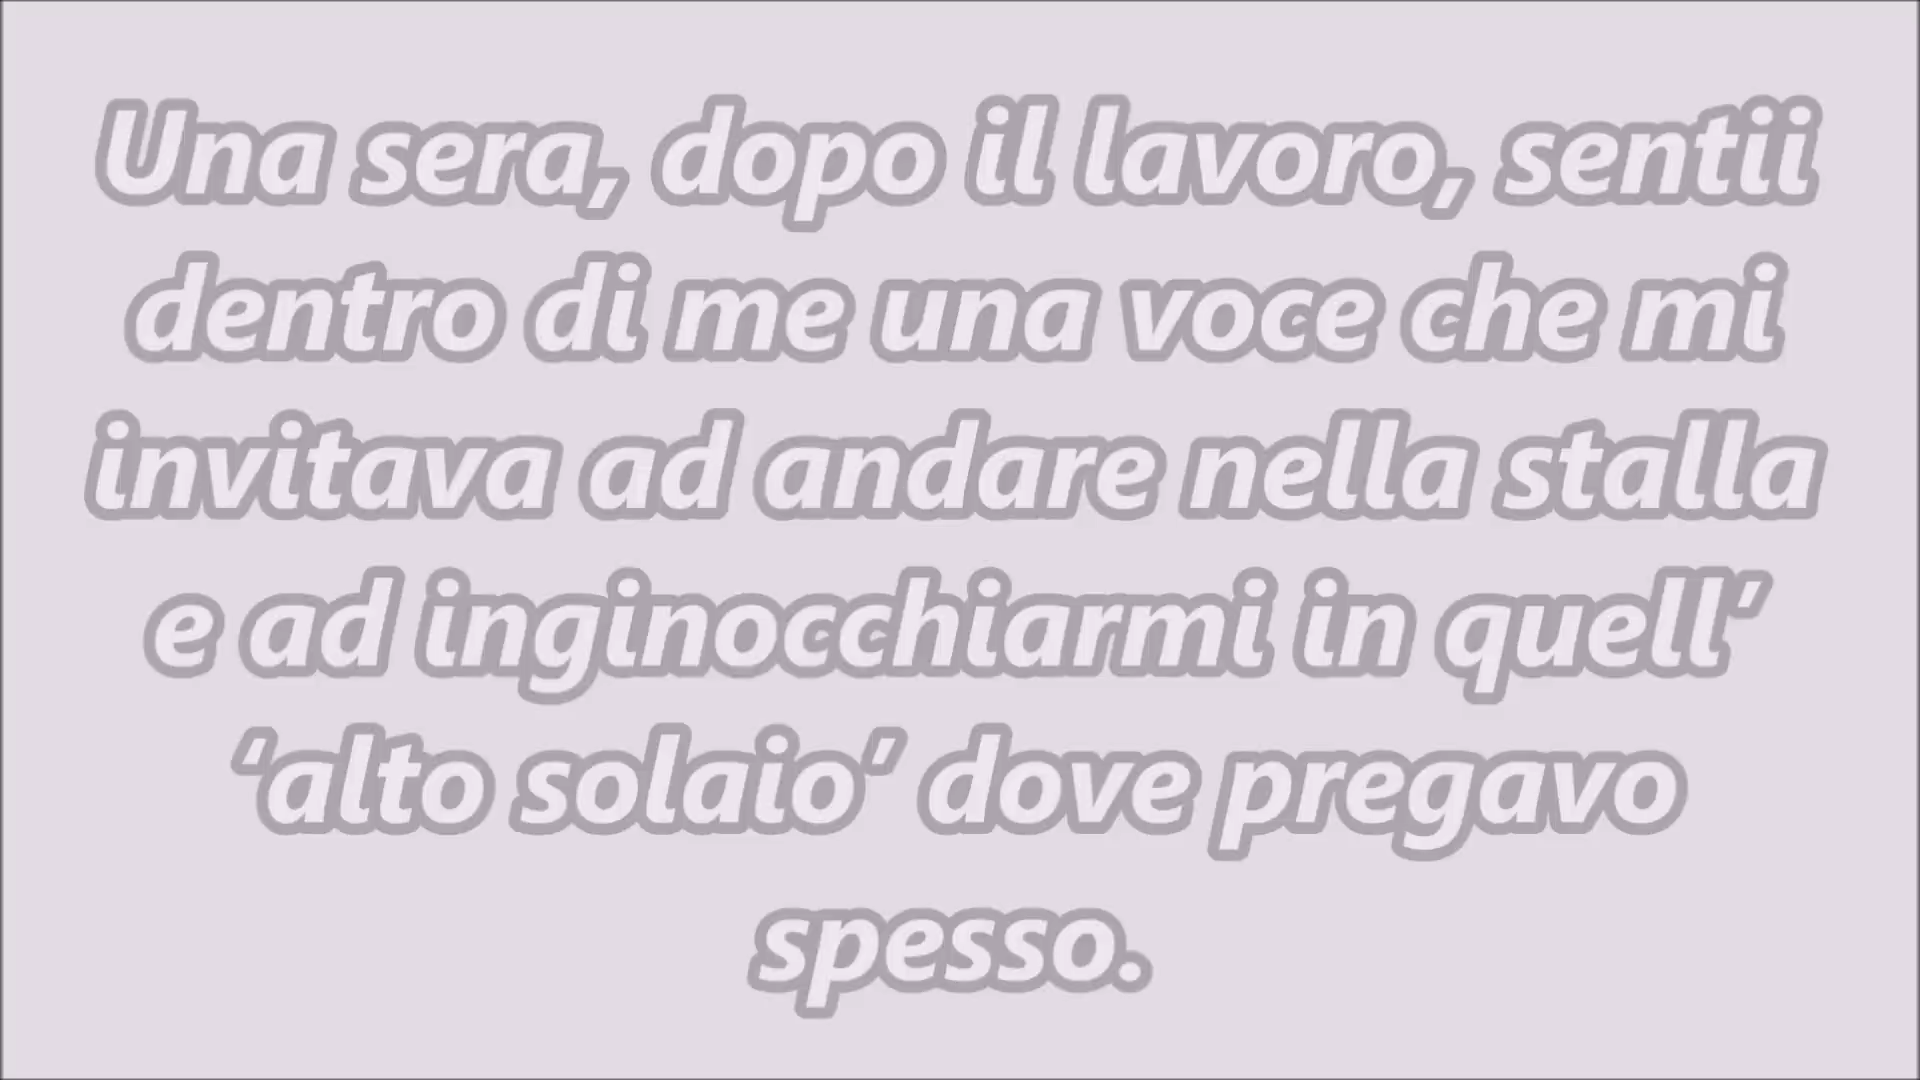 Una sera, dopo il lavoro, sentii
dentro di me una voce che mi
invitava ad andare nella stalla
e ad inginocchiarmi in quell’
‘alto solaio’ dove pregavo
spesso.